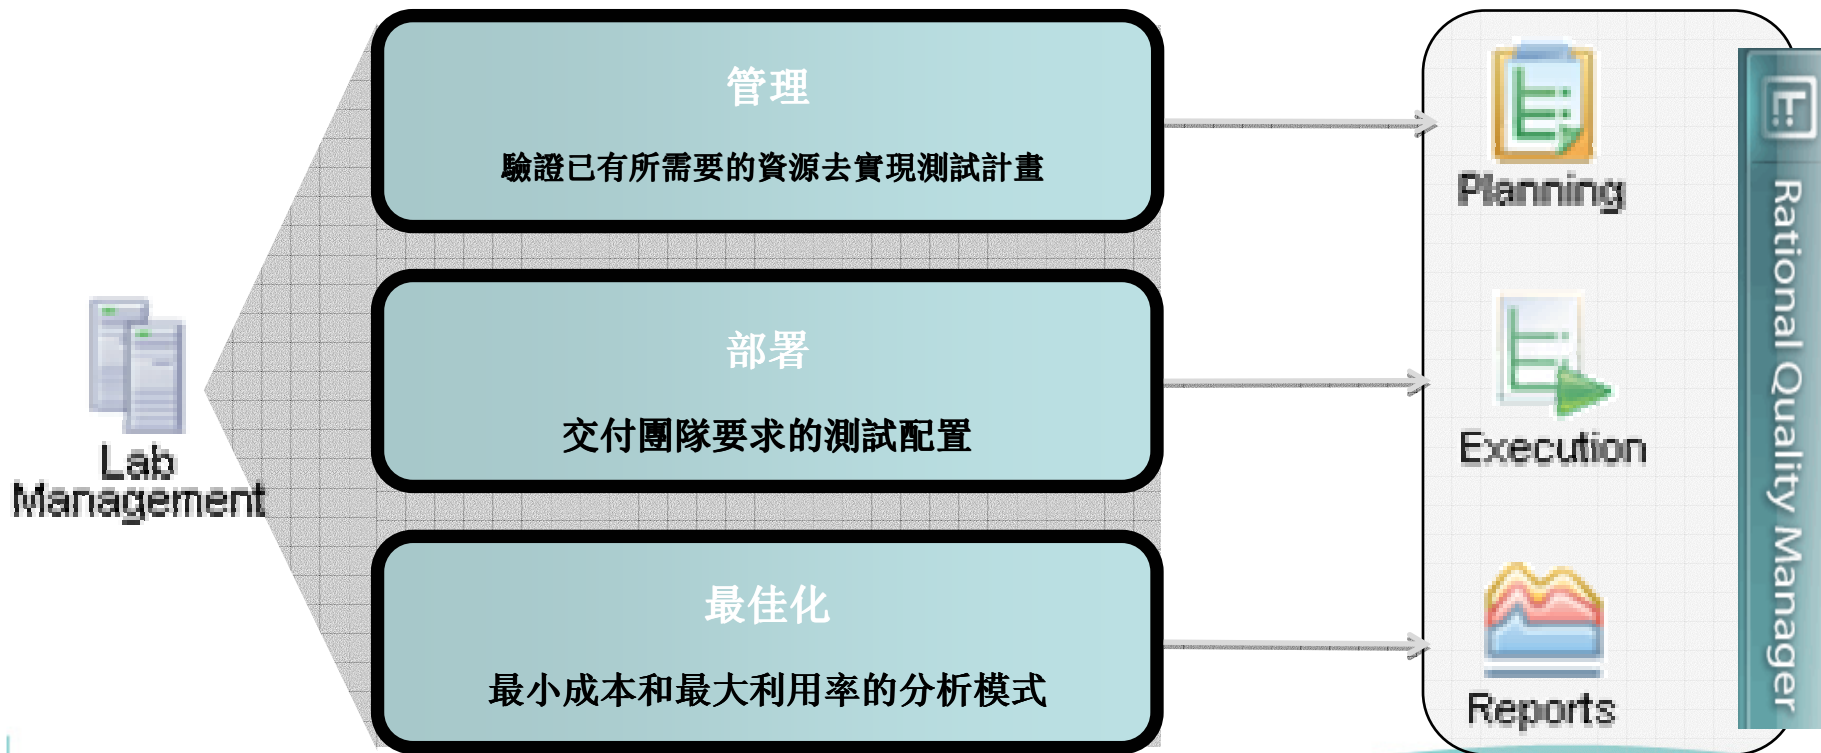 Lab
Management
管理
驗證已有所需要的資源去實現測試計畫
部署
交付團隊要求的測試配置
最佳化
最小成本和最大利用率的分析模式
Planning
Execution
Reports
Rational Quality Manager